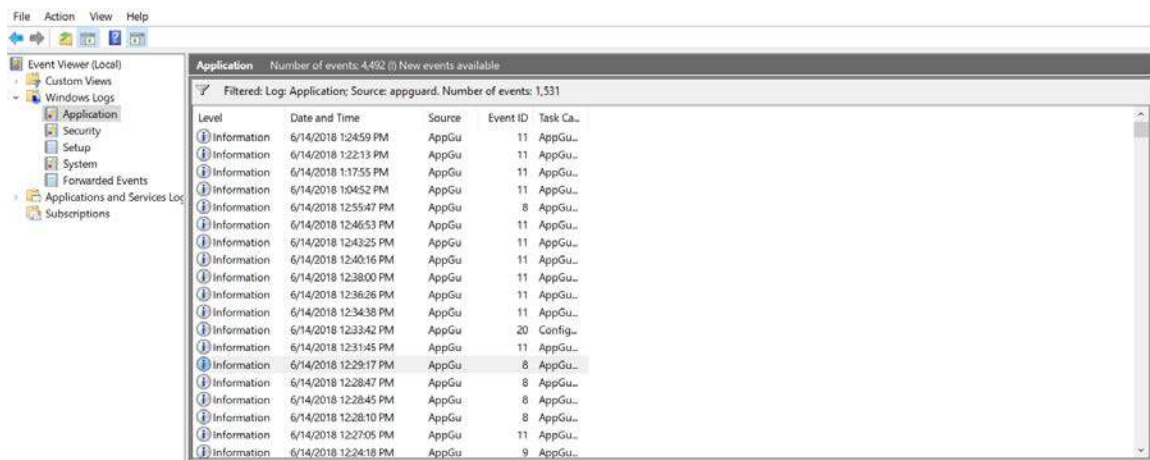 File Action View Help
Event Viewer (Local)
Custom Views
Windows Logs
Application
Security
Setup
System
Forwarded Events
Applications and Services Log
Subscriptions
Application Number of events: 4,492 (!) New events available
Filtered: Log: Application; Source: appguard. Number of events: 1,531
Level Date and Time Source Event ID Task Ca...
Information 6/14/2018 1:24:59 PM AppGu 11 AppGu...
Information 6/14/2018 1:22:13 PM AppGu 11 AppGu...
Information 6/14/2018 1:17:55 PM AppGu 11 AppGu...
Information 6/14/2018 1:04:52 PM AppGu 11 AppGu...
Information 6/14/2018 12:55:47 PM AppGu 8 AppGu...
Information 6/14/2018 12:46:53 PM AppGu 11 AppGu...
Information 6/14/2018 12:43:25 PM AppGu 11 AppGu...
Information 6/14/2018 12:40:16 PM AppGu 11 AppGu...
Information 6/14/2018 12:38:00 PM AppGu 11 AppGu...
Information 6/14/2018 12:36:26 PM AppGu 11 AppGu...
Information 6/14/2018 12:34:38 PM AppGu 11 AppGu...
Information 6/14/2018 12:33:42 PM AppGu 20 Config...
Information 6/14/2018 12:31:45 PM AppGu 11 AppGu...
Information 6/14/2018 12:29:17 PM AppGu 8 AppGu...
Information 6/14/2018 12:28:47 PM AppGu 8 AppGu...
Information 6/14/2018 12:28:45 PM AppGu 8 AppGu...
Information 6/14/2018 12:28:10 PM AppGu 8 AppGu...
Information 6/14/2018 12:27:05 PM AppGu 11 AppGu...
Information 6/14/2018 12:24:18 PM AppGu 9 AppGu...